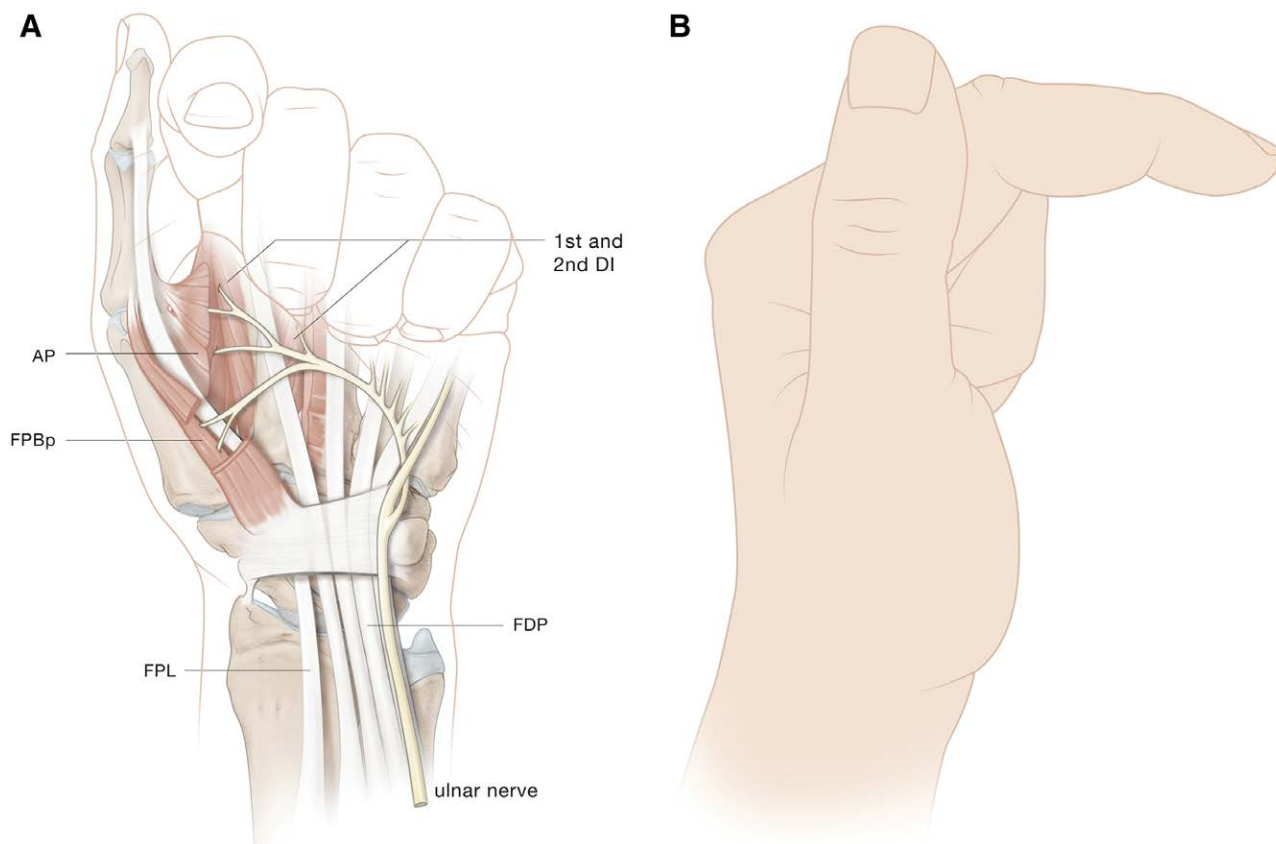 A
B
1st and
2nd DI
AP
FPBp
FDP
FPL
ulnar nerve